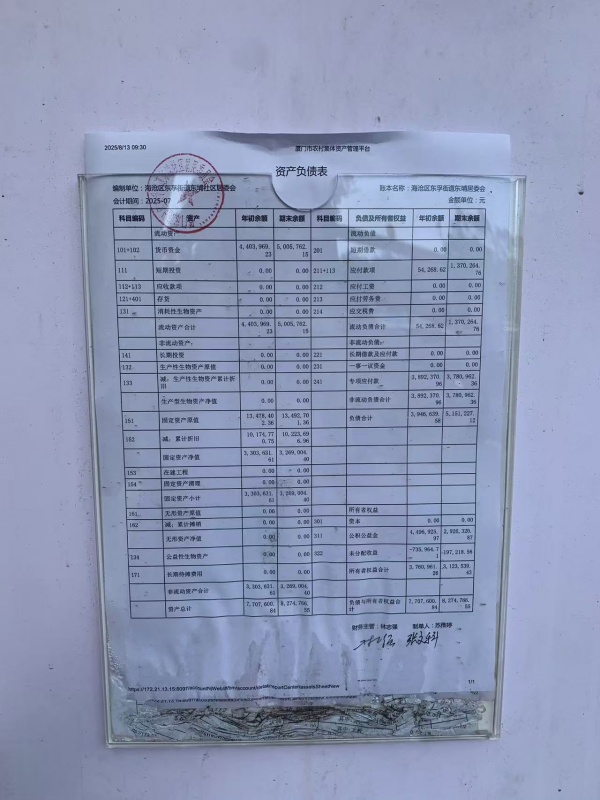 2025/8/13 09:30 厦门市农村集体资产管理平台
资产负债表
编制单位：海沧区东孚街道东埔社区居委会 账本名称：海沧区东孚街道东埔居委会
会计期间：2025-07 金额单位：元
科目编码 资产 年初余额 期末余额 科目编码 负债及所有者权益 年初余额 期末余额
流动资产 流动负债
101+102 货币资金 4,403,969.23 5,005,762.15 201 短期借款 0.00 0.00
111 短期投资 0.00 0.00 211+113 应付款项 54,268.62 1,370,264.76
112+113 应收款项 0.00 0.00 212 应付工资 0.00 0.00
121+401 存货 0.00 0.00 213 应付劳务费 0.00 0.00
131 消耗性生物资产 0.00 0.00 214 应交税费 0.00 0.00
流动资产合计 4,403,969.23 5,005,762.15 流动负债合计 54,268.62 1,370,264.76
非流动资产： 非流动负债：
141 长期投资 0.00 0.00 221 长期借款及应付款 0.00 0.00
132 生产性生物资产原值 0.00 0.00 231 一事一议资金 0.00 0.00
133 减：生产性生物资产累计折旧 0.00 0.00 241 专项应付款 3,892,370.96 3,780,962.36
生产型生物资产净值 0.00 0.00 非流动负债合计 3,892,370.96 3,780,962.36
151 固定资产原值 13,478,402.36 13,492,701.36 负债合计 3,946,639.58 5,151,227.12
152 减：累计折旧 10,174,770.75 10,223,696.96
固定资产净值 3,303,631.61 3,269,004.40
153 在建工程 0.00 0.00
154 固定资产清理 0.00 0.00
固定资产小计 3,303,631.61 3,269,004.40
161 无形资产原值 0.00 0.00 所有者权益
162 减：累计摊销 0.00 0.00 301 资本 0.00 0.00
无形资产净值 0.00 0.00 311 公积公益金
134 公益性生物资产 0.00 0.00 322 未分配收益 -735,964.71 -197,218.56
171 长期待摊费用 0.00 0.00 所有者权益合计 3,760,961.26 3,123,539.43
非流动资产合计 3,303,631.61 3,269,004.40
资产总计 7,707,600.84 8,274,766.55 负债与所有者权益合计 7,707,600.84 8,274,766.55
财务主管：林志强 制单人：苏雅婷
1/1